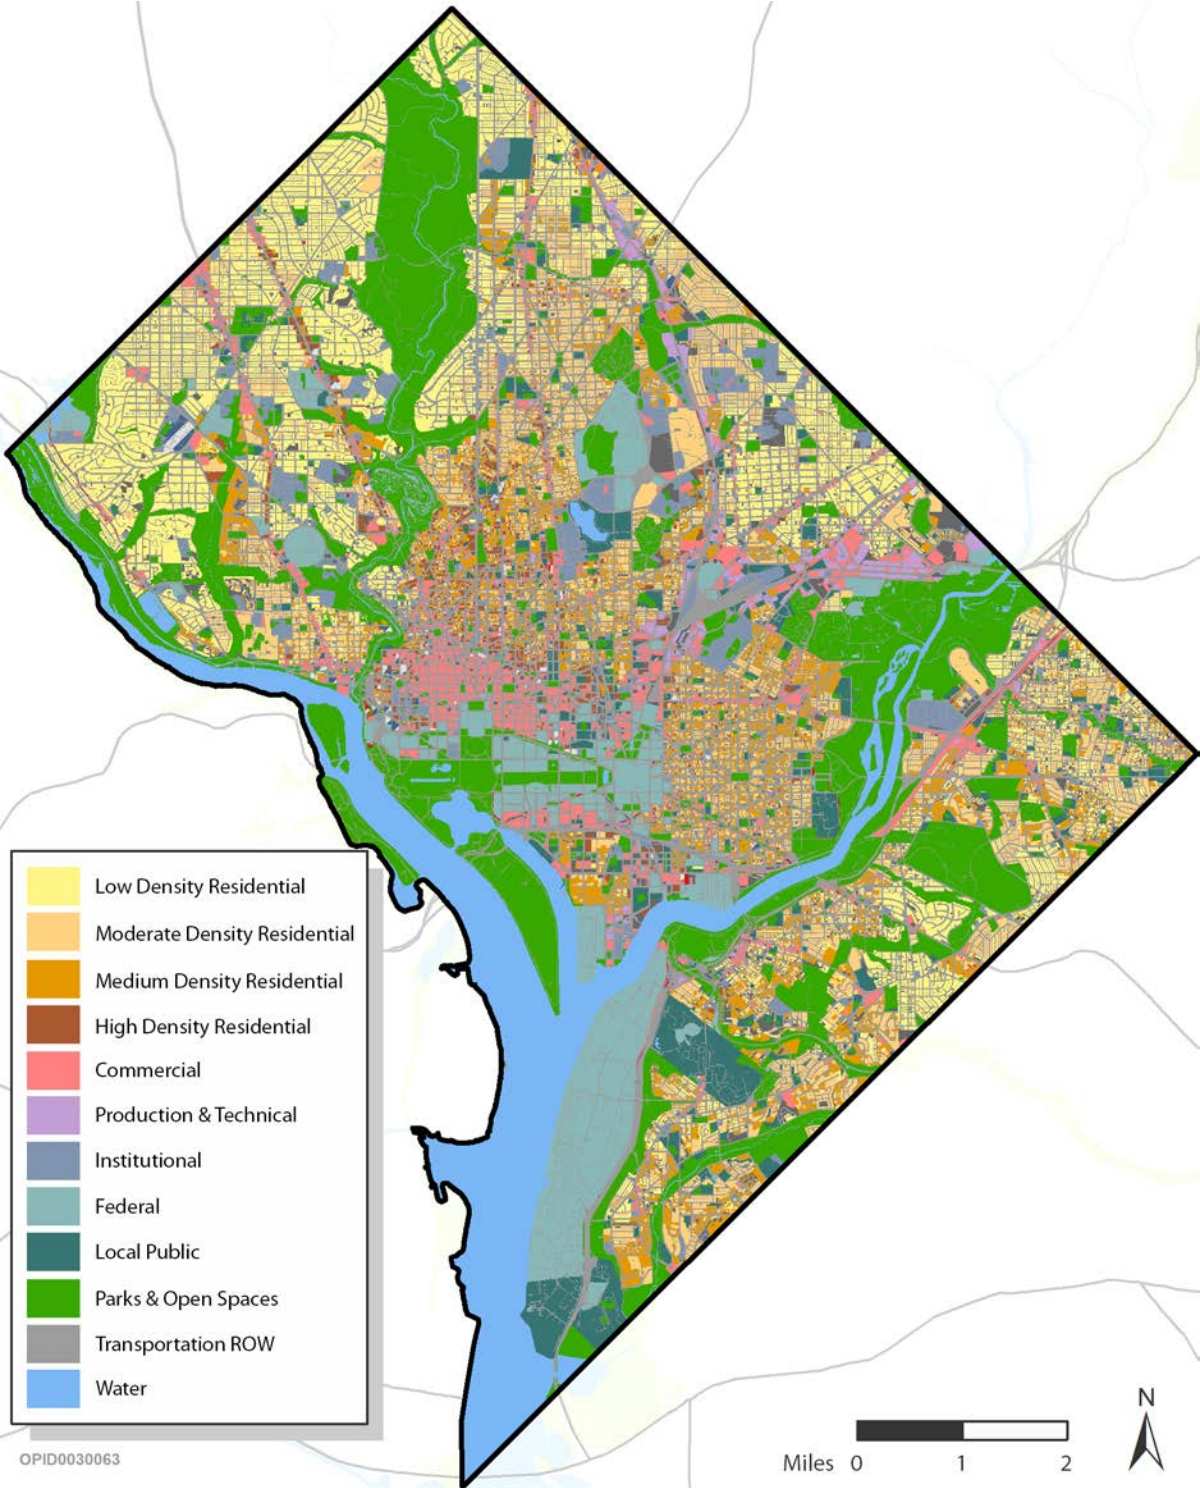 Low Density Residential
Moderate Density Residential
Medium Density Residential
High Density Residential
Commercial
Production & Technical
Institutional
Federal
Local Public
Parks & Open Spaces
Transportation ROW
Water
OPID0030063
N
Miles 0 1 2